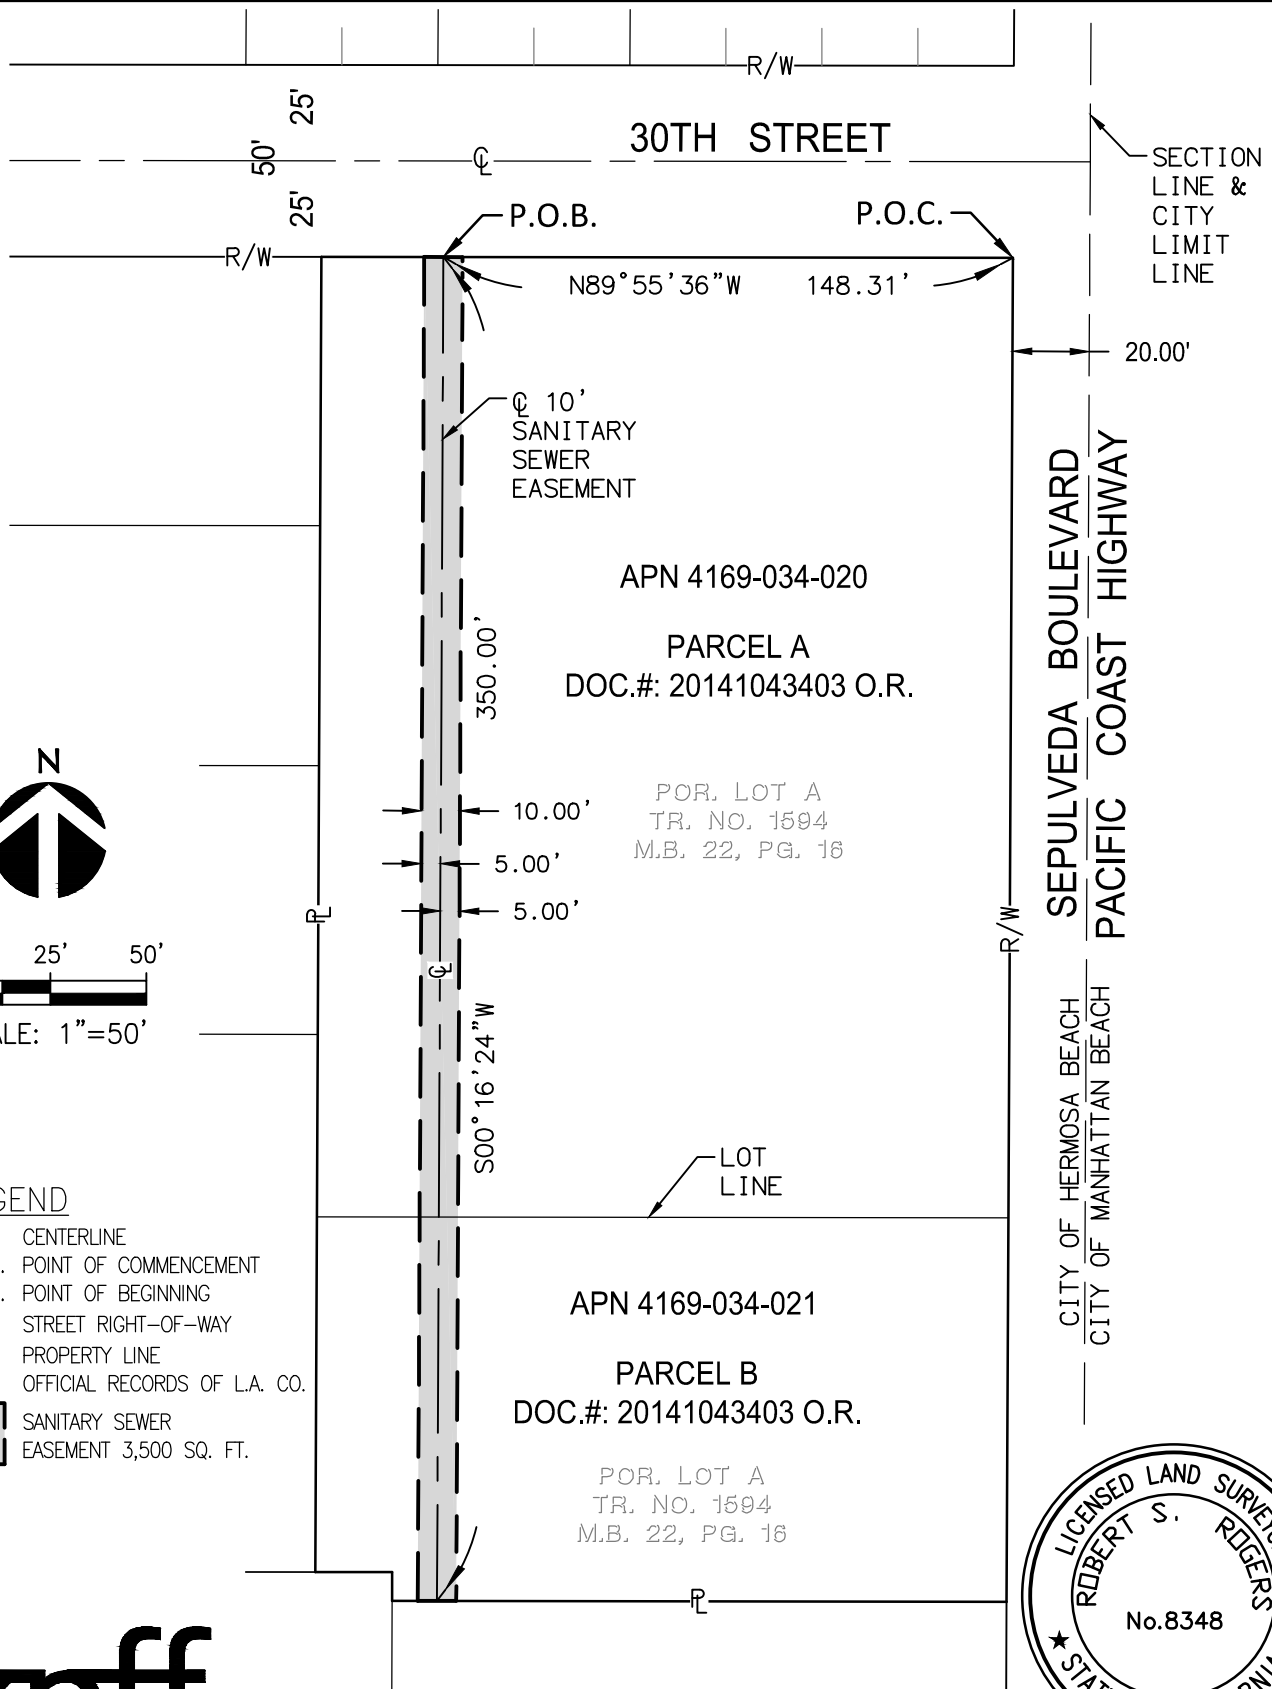 R/W
25'
50'
25'
30TH STREET
℄
SECTION
LINE &
CITY
LIMIT
LINE
P.O.B.
P.O.C.
R/W
N89°55'36"W 148.31'
20.00'
℄ 10'
SANITARY
SEWER
EASEMENT
SEPULVEDA BOULEVARD
PACIFIC COAST HIGHWAY
APN 4169-034-020
PARCEL A
DOC.#: 20141043403 O.R.
350.00'
POR. LOT A
TR. NO. 1594
M.B. 22, PG. 16
N
10.00'
5.00'
5.00'
PL
R/W
℄
25' 50'
ALE: 1"=50'
S00°16'24"W
CITY OF HERMOSA BEACH
CITY OF MANHATTAN BEACH
LOT
LINE
GEND
CENTERLINE
. POINT OF COMMENCEMENT
. POINT OF BEGINNING
STREET RIGHT-OF-WAY
PROPERTY LINE
OFFICIAL RECORDS OF L.A. CO.
SANITARY SEWER
EASEMENT 3,500 SQ. FT.
APN 4169-034-021
PARCEL B
DOC.#: 20141043403 O.R.
POR. LOT A
TR. NO. 1594
M.B. 22, PG. 16
PL
LICENSED LAND SURVEYO
ROBERT S. ROGERS
No.8348